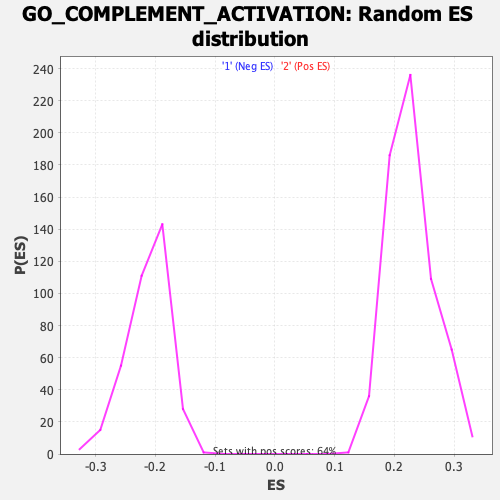 GO_COMPLEMENT_ACTIVATION: Random ES
distribution
'1' (Neg ES) '2' (Pos ES)
240
220
200
180
160
140
120
100
80
60
40
20
0
P(ES)
Sets with pos scores: 64%
-0.3 -0.2 -0.1 0.0 0.1 0.2 0.3
ES